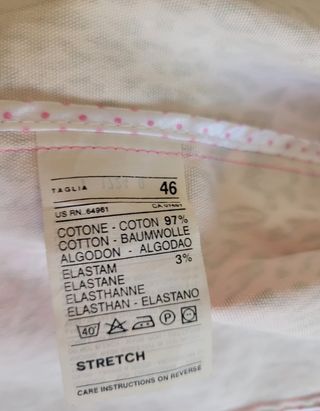 TAGLIA 46
US RN. 64961
COTONE - COTON 97%
COTTON - BAUMWOLLE
ALGODON - ALGODAO
ELASTAM 3%
ELASTANE
ELASTHANNE
ELASTHAN - ELASTANO
40
STRETCH
CARE INSTRUCTIONS ON REVERSE